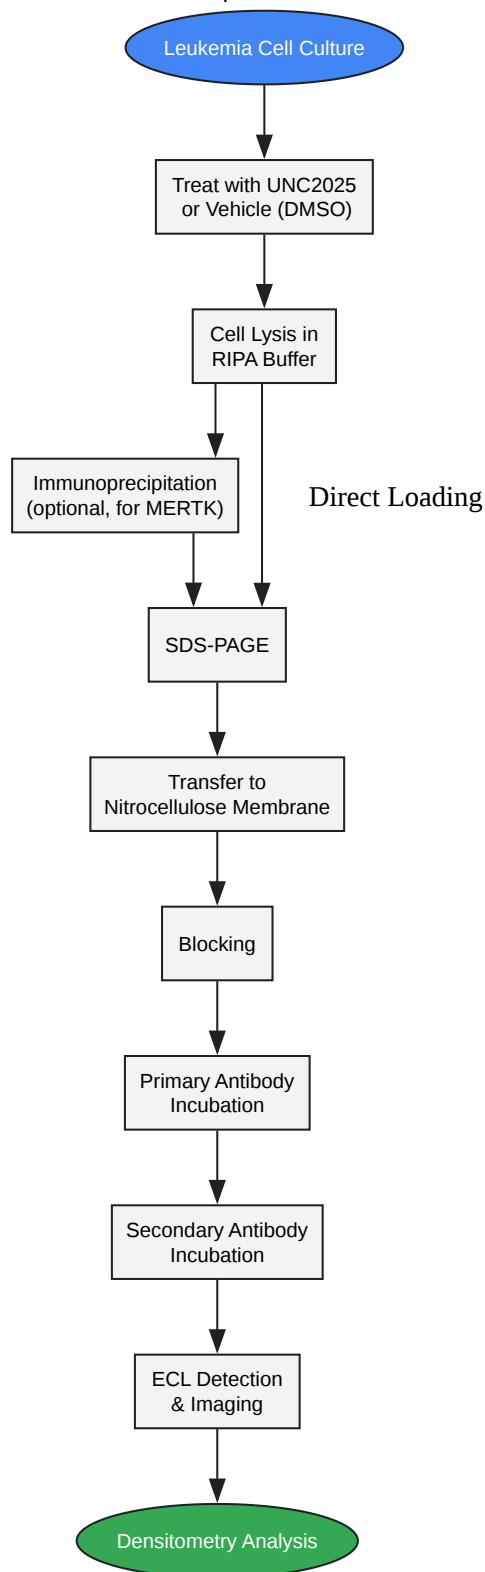 Leukemia Cell Culture
Treat with UNC2025
or Vehicle (DMSO)
Cell Lysis in
RIPA Buffer
Immunoprecipitation
(optional, for MERTK)
Direct Loading
SDS-PAGE
Transfer to
Nitrocellulose Membrane
Blocking
Primary Antibody
Incubation
Secondary Antibody
Incubation
ECL Detection
& Imaging
Densitometry Analysis